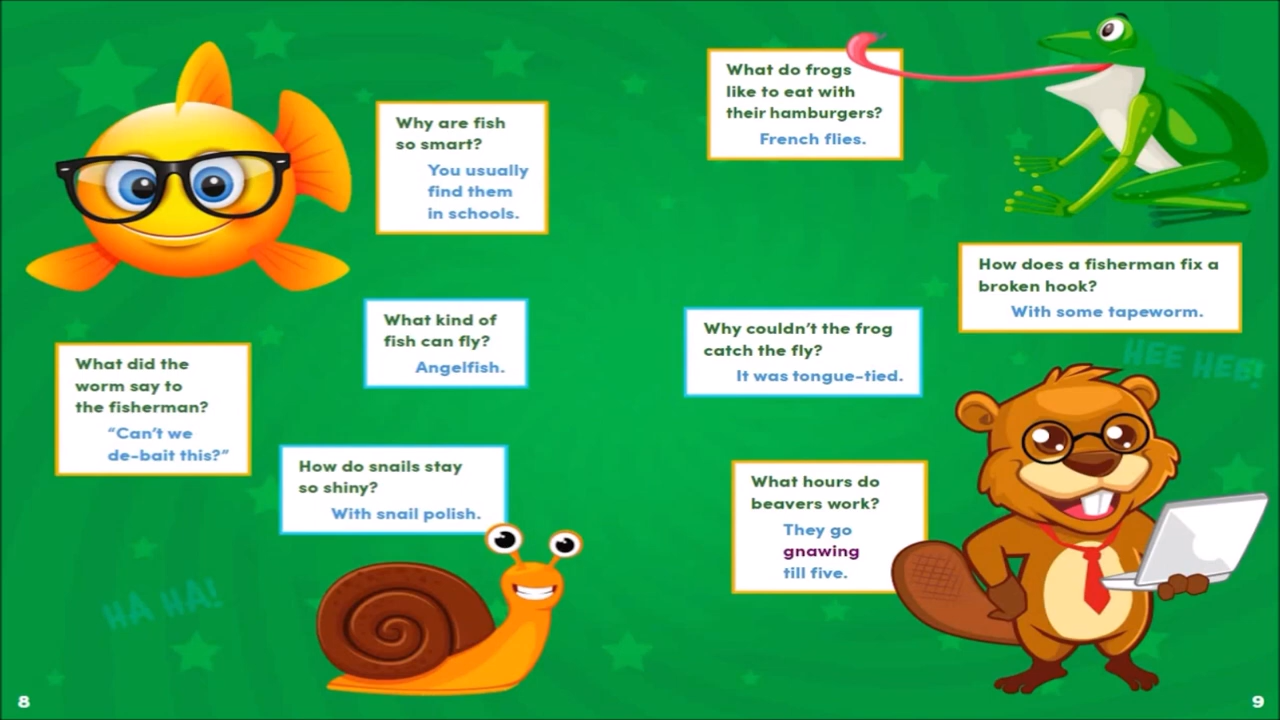 Why are fish
so smart?
You usually
find them
in schools.
What kind of
fish can fly?
Angelfish.
What did the
worm say to
the fisherman?
“Can’t we
de-bait this?”
How do snails stay
so shiny?
With snail polish.
HA HA!
8
What do frogs
like to eat with
their hamburgers?
French flies.
How does a fisherman fix a
broken hook?
With some tapeworm.
Why couldn’t the frog
catch the fly?
It was tongue-tied.
HEE HEE!
What hours do
beavers work?
They go
gnawing
till five.
9